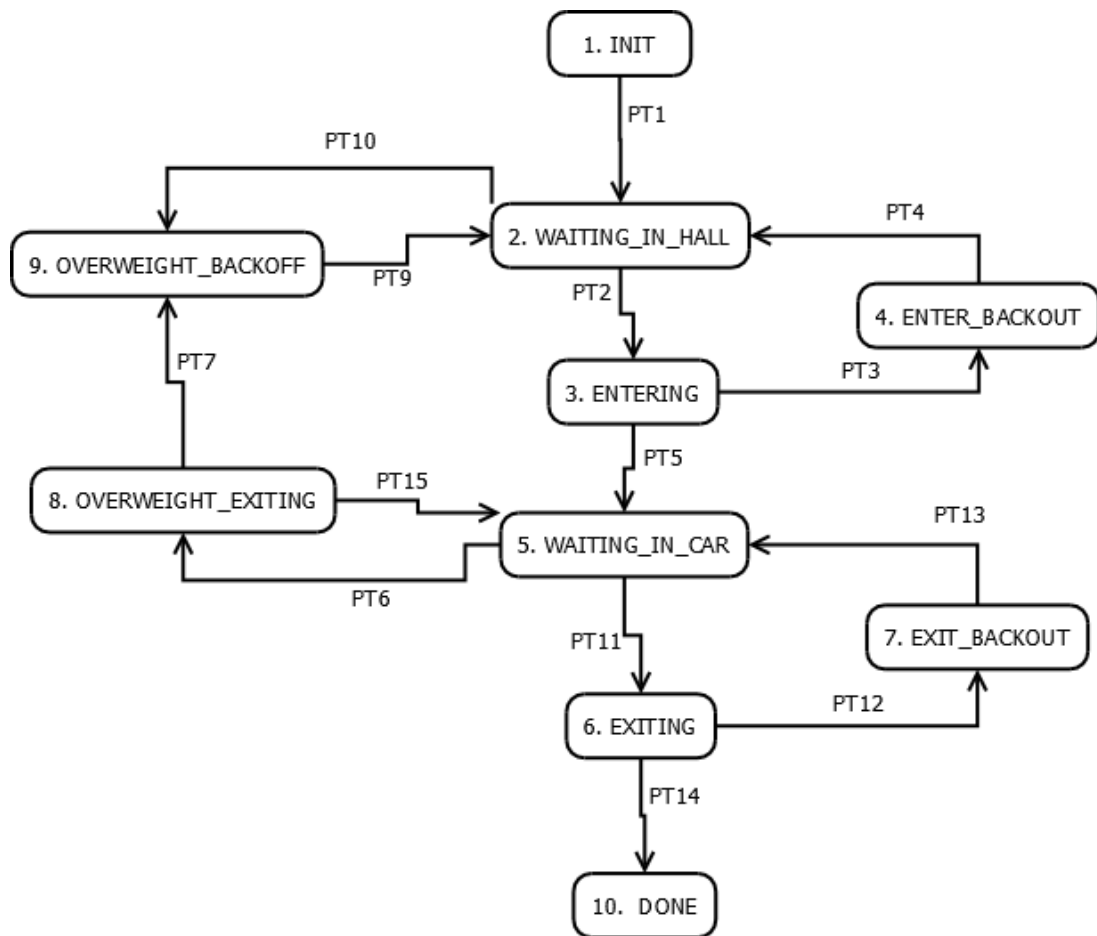 1. INIT
PT1
PT10
PT4
2. WAITING_IN_HALL
9. OVERWEIGHT_BACKOFF
PT9
PT2
4. ENTER_BACKOUT
PT7
PT3
3. ENTERING
PT5
PT15
8. OVERWEIGHT_EXITING
PT13
5. WAITING_IN_CAR
PT6
PT11
7. EXIT_BACKOUT
PT12
6. EXITING
PT14
10. DONE